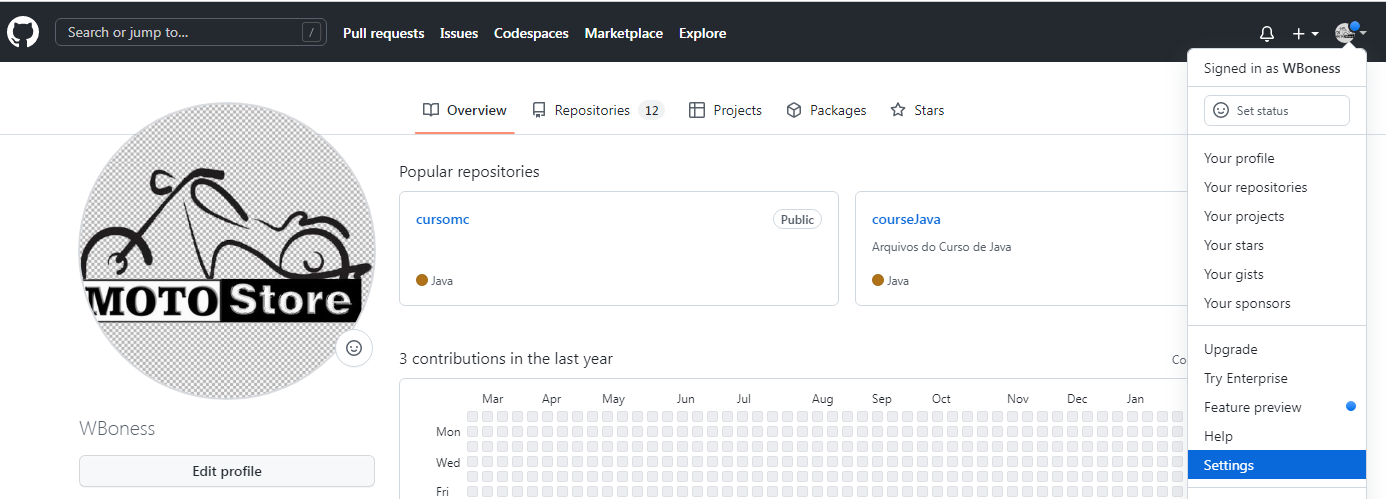 Search or jump to... / Pull requests Issues Codespaces Marketplace Explore
Signed in as WBoness
Set status
Your profile
Your repositories
Your projects
Your stars
Your gists
Your sponsors
Upgrade
Try Enterprise
Feature preview
Help
Settings
Overview Repositories 12 Projects Packages Stars
MOTO Store
WBoness
Edit profile
Popular repositories
cursomc Public
Java
courseJava
Arquivos do Curso de Java
Java
3 contributions in the last year
Co
Mar Apr May Jun Jul Aug Sep Oct Nov Dec Jan
Mon
Wed
Fri